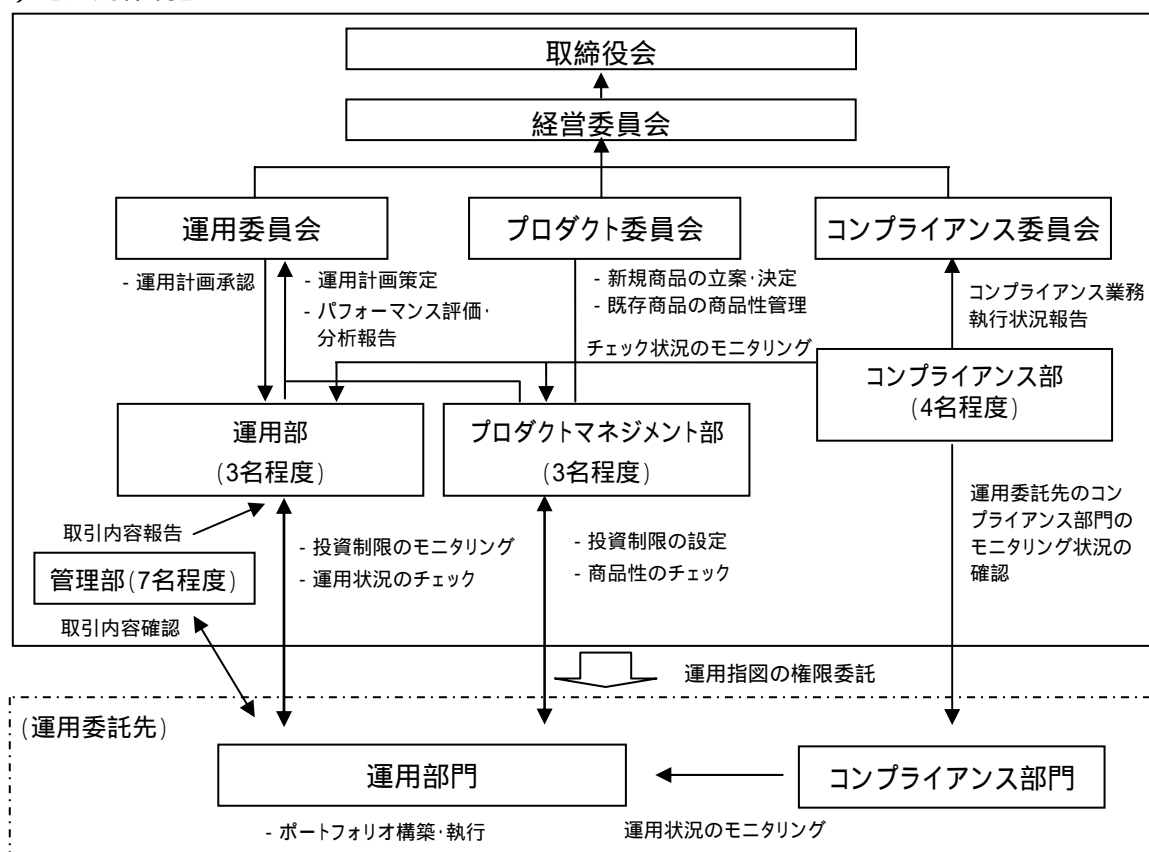 取締役会
経営委員会
運用委員会
プロダクト委員会
コンプライアンス委員会
- 運用計画承認
- 運用計画策定
- パフォーマンス評価・
分析報告
- 新規商品の立案・決定
- 既存商品の商品性管理
コンプライアンス業務
執行状況報告
チェック状況のモニタリング
運用部
(3名程度)
プロダクトマネジメント部
(3名程度)
コンプライアンス部
(4名程度)
取引内容報告
管理部(7名程度)
取引内容確認
- 投資制限のモニタリング
- 運用状況のチェック
- 投資制限の設定
- 商品性のチェック
運用委託先のコン
プライアンス部門の
モニタリング状況の
確認
運用指図の権限委託
(運用委託先)
運用部門
コンプライアンス部門
- ポートフォリオ構築・執行
運用状況のモニタリング